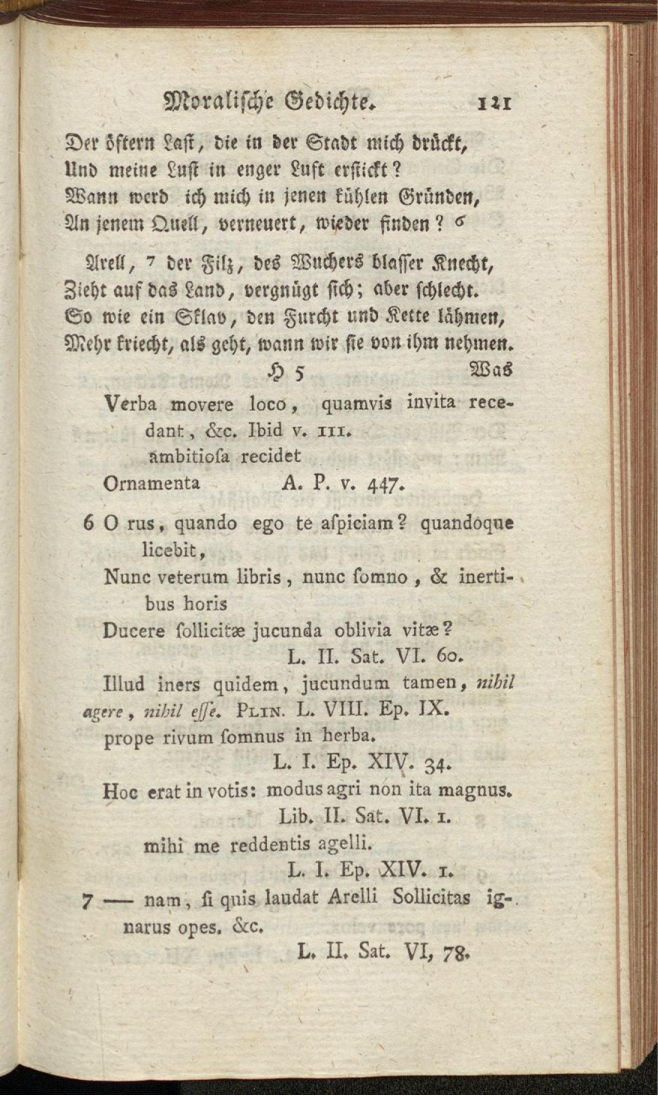 Moralische Gedichte. 121
Der öftern Last, die in der Stadt mich drückt,
Und meine Lust in enger Luft erstickt?
Wann werd ich mich in jenen kühlen Gründen,
An jenem Quell, verneuert, wieder finden? 6
Arell, 7 der Filz, des Wuchers blasser Knecht,
Zieht auf das Land, vergnügt sich; aber schlecht.
So wie ein Sklav, den Furcht und Kette lähmen,
Mehr kriecht, als geht, wann wir sie von ihm nehmen.
H 5 Was
Verba movere loco, quamvis invita rece-
dant, &c. Ibid v. III.
ambitiosa recidet
Ornamenta A. P. v. 447.
6 O rus, quando ego te aspiciam? quandoque
licebit,
Nunc veterum libris, nunc somno, & inerti-
bus horis
Ducere sollicitæ jucunda oblivia vitæ?
L. II. Sat. VI. 60.
Illud iners quidem, jucundum tamen, nihil
agere, nihil esse. PLIN. L. VIII. Ep. IX.
prope rivum somnus in herba.
L. I. Ep. XIV. 34.
Hoc erat in votis: modus agri non ita magnus.
Lib. II. Sat. VI. 1.
mihi me reddentis agelli.
L. I. Ep. XIV. 1.
7 — nam, si quis laudat Arelli Sollicitas ig-
narus opes. &c.
L. II. Sat. VI, 78.